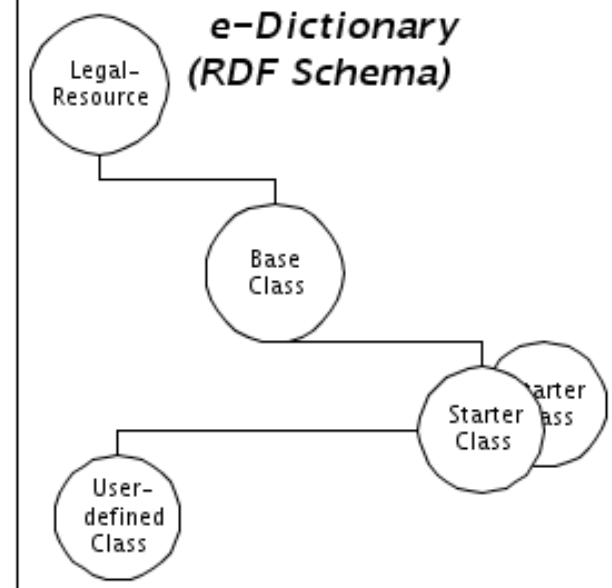 e-Dictionary
(RDF Schema)
Legal-
Resource
Base
Class
Starter
Class
User-
defined
Class